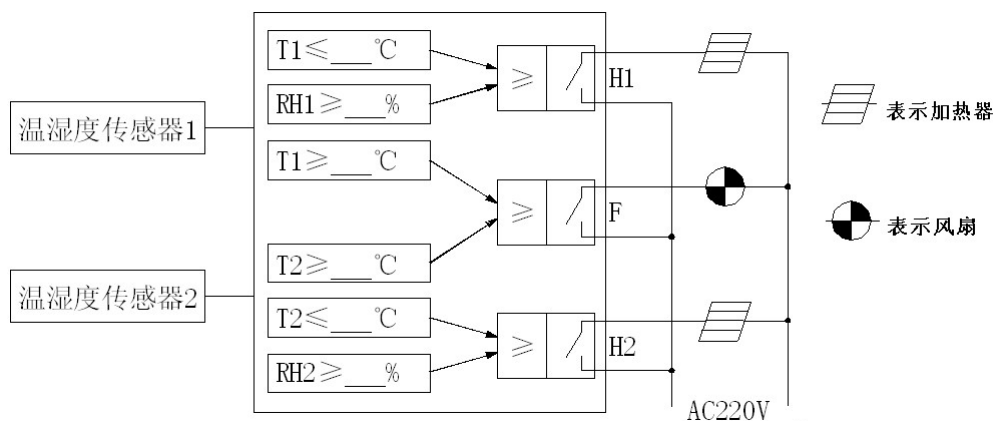 T1≤___℃
RH1≥___%
H1
温湿度传感器1
T1≥___℃
F
T2≥___℃
温湿度传感器2
T2≤___℃
RH2≥___%
H2
≥
≥
≥
AC220V
表示加热器
表示风扇